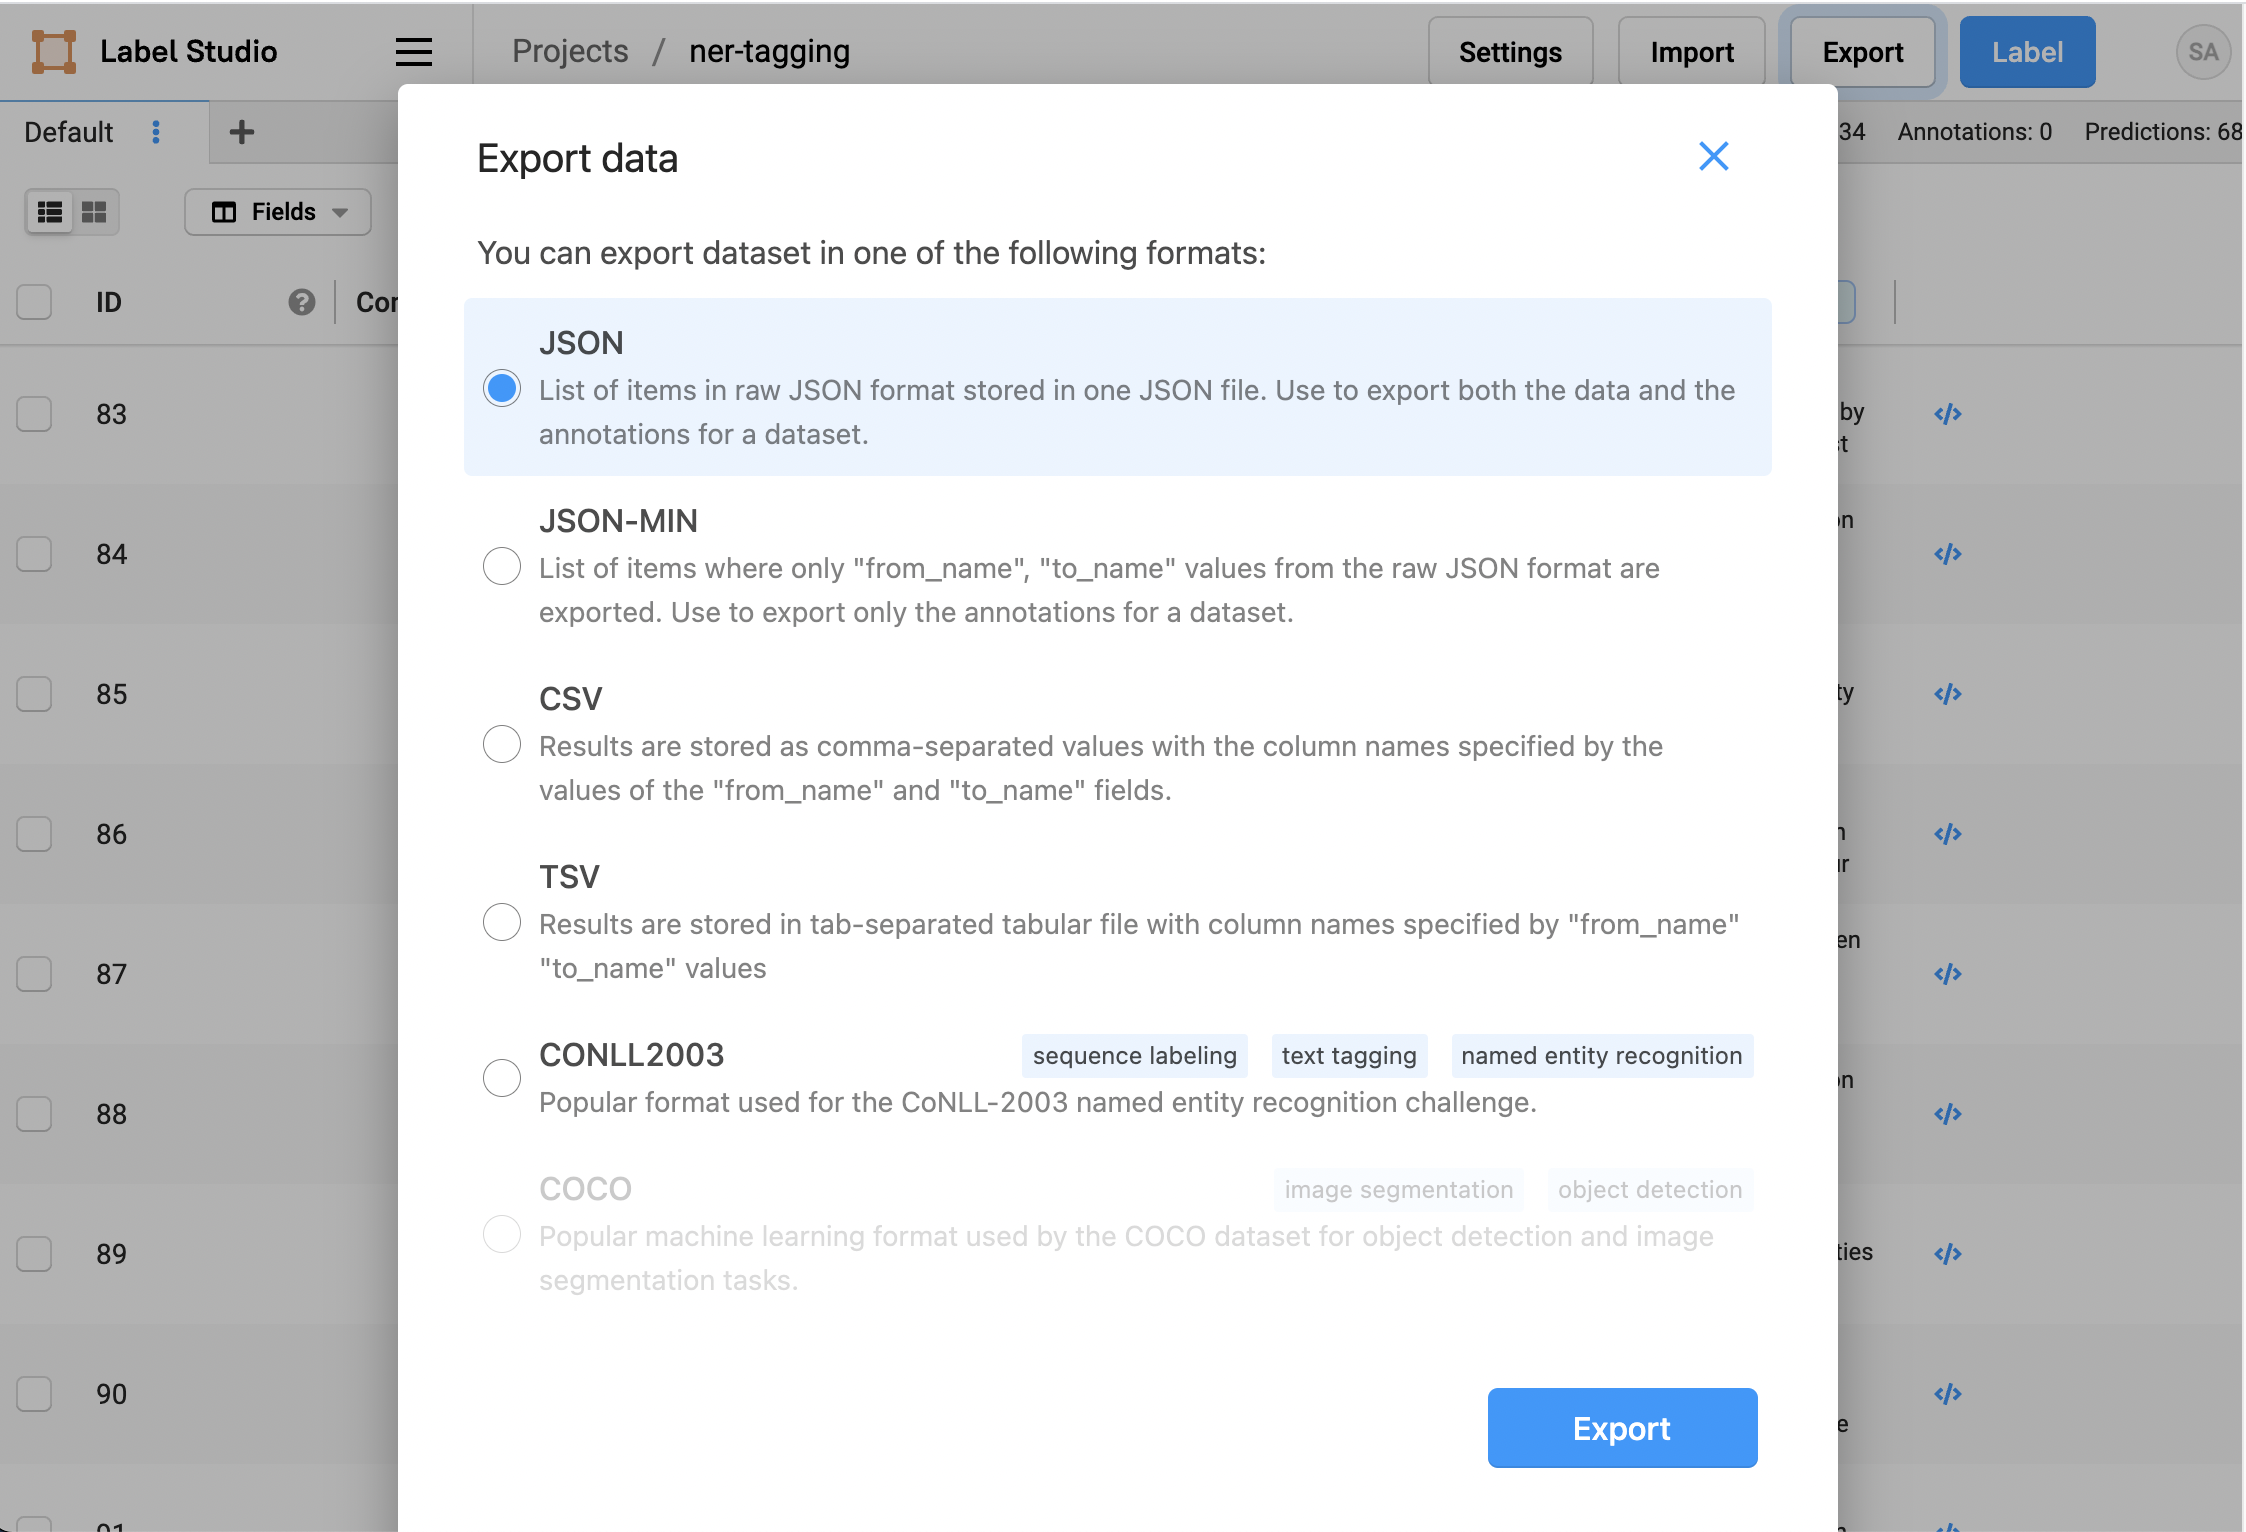 Label Studio
Projects / ner-tagging
Settings
Import
Export
Label
SA
Default
34 Annotations: 0 Predictions: 68
Fields
ID
Export data
You can export dataset in one of the following formats:
JSON
List of items in raw JSON format stored in one JSON file. Use to export both the data and the
annotations for a dataset.
JSON-MIN
List of items where only "from_name", "to_name" values from the raw JSON format are
exported. Use to export only the annotations for a dataset.
CSV
Results are stored as comma-separated values with the column names specified by the
values of the "from_name" and "to_name" fields.
TSV
Results are stored in tab-separated tabular file with column names specified by "from_name"
"to_name" values
CONLL2003 sequence labeling text tagging named entity recognition
Popular format used for the CoNLL-2003 named entity recognition challenge.
COCO image segmentation object detection
Popular machine learning format used by the COCO dataset for object detection and image
segmentation tasks.
Export
83 by
84
85
86
87
88
89
90